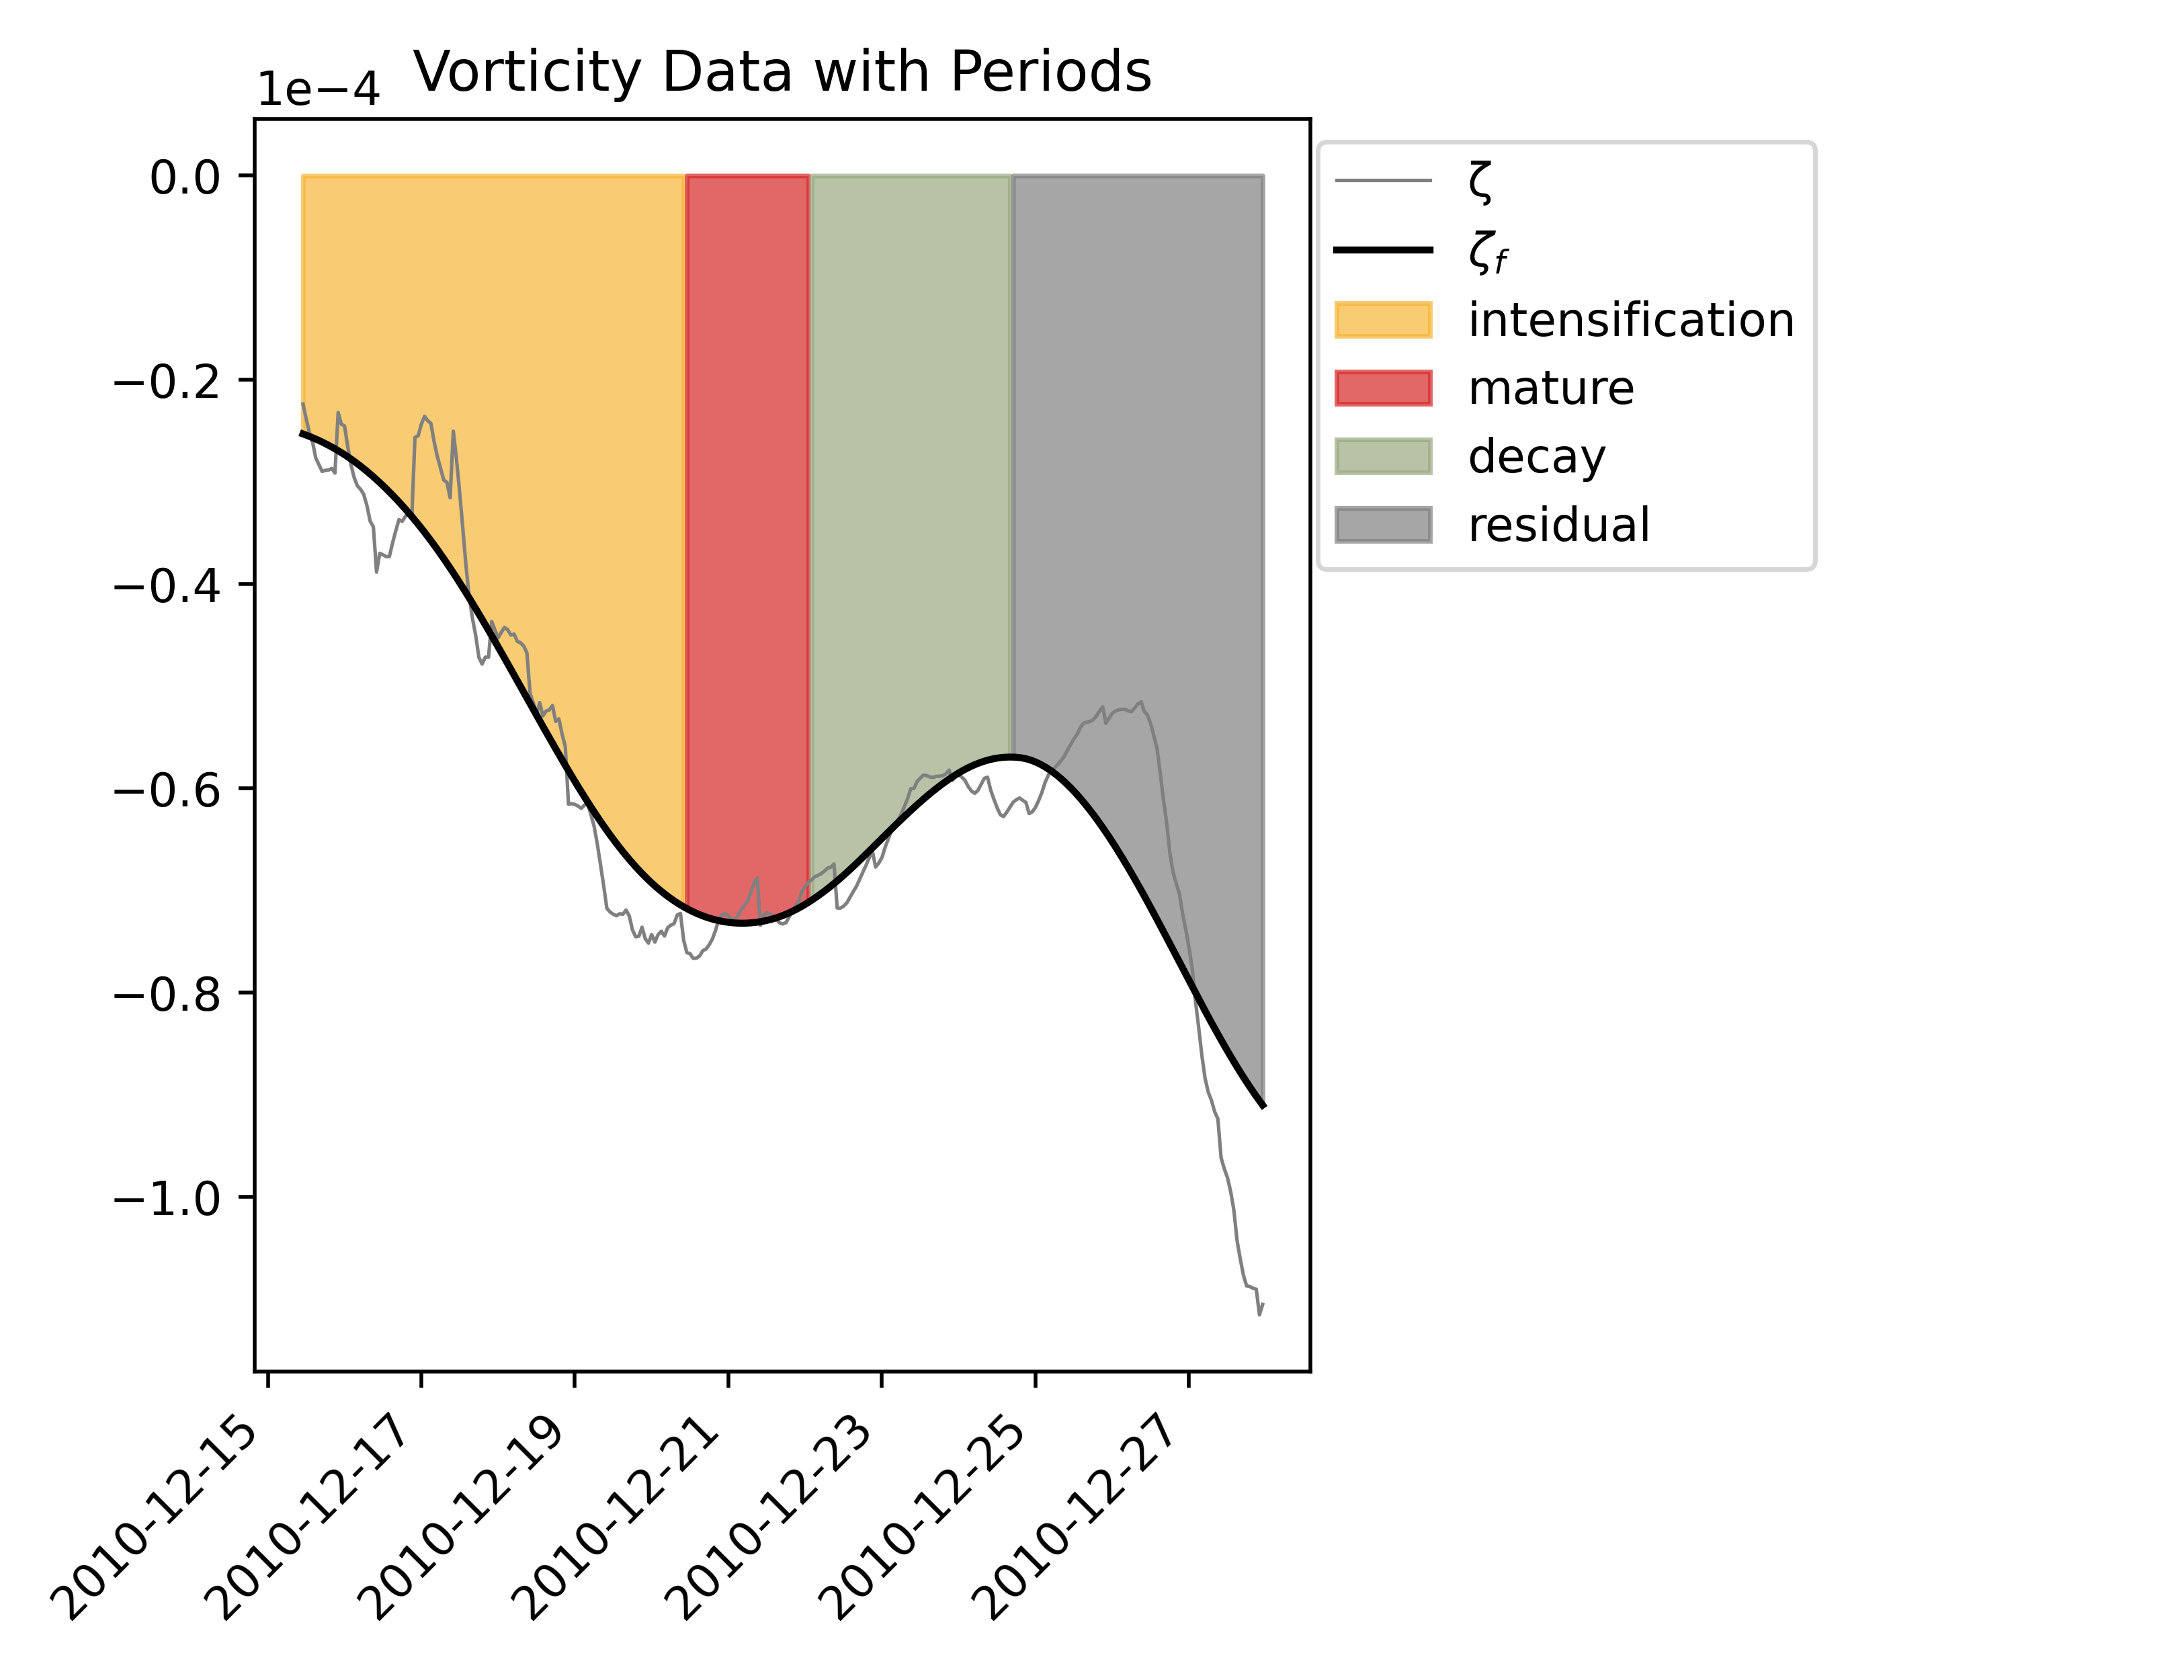 Vorticity Data with Periods
1e−4
0.0
−0.2
−0.4
−0.6
−0.8
−1.0
2010-12-15
2010-12-17
2010-12-19
2010-12-21
2010-12-23
2010-12-25
2010-12-27
ζ
ζf
intensification
mature
decay
residual